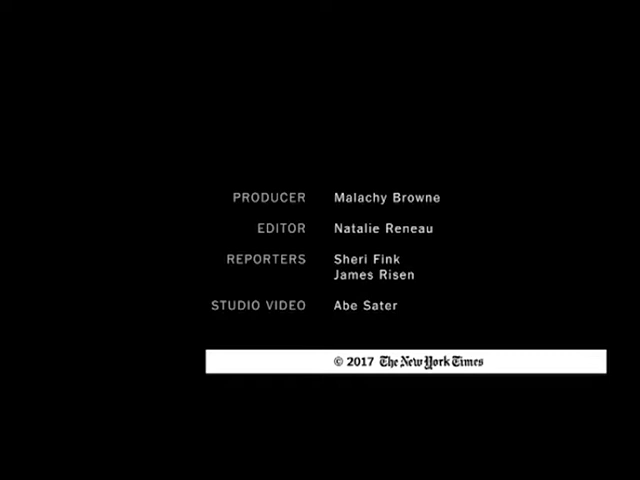 PRODUCER Malachy Browne
EDITOR Natalie Reneau
REPORTERS Sheri Fink
James Risen
STUDIO VIDEO Abe Sater
© 2017 The New York Times